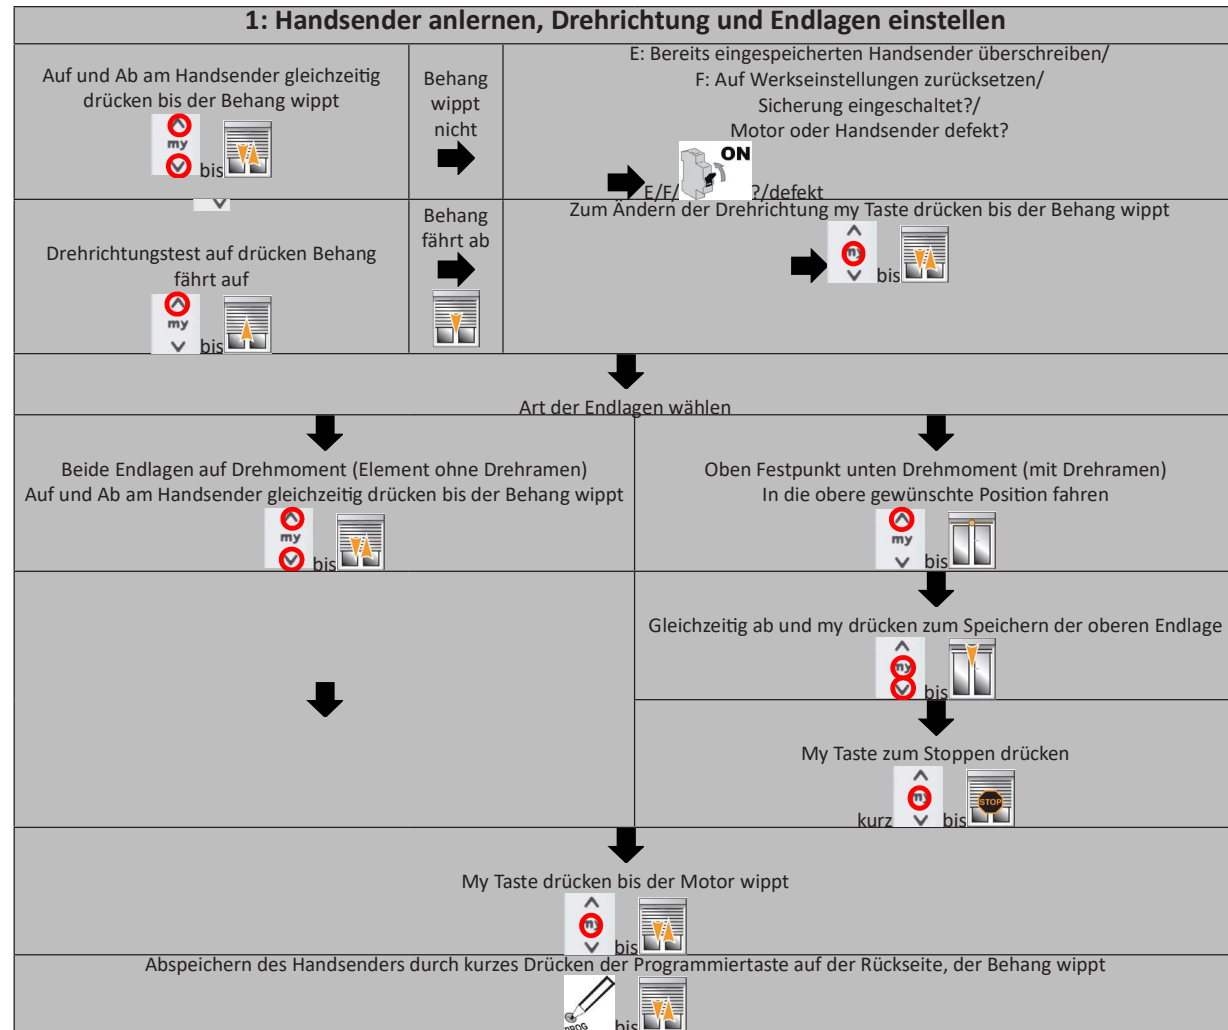 1: Handsender anlernen, Drehrichtung und Endlagen einstellen
Auf und Ab am Handsender gleichzeitig
drücken bis der Behang wippt
my
bis
Behang
wippt
nicht
E: Bereits eingespeicherten Handsender überschreiben/
F: Auf Werkseinstellungen zurücksetzen/
Sicherung eingeschaltet?/
Motor oder Handsender defekt?
ON
E/F/ ?/defekt
Drehrichtungstest auf drücken Behang
fährt auf
my
bis
Behang
fährt ab
Zum Ändern der Drehrichtung my Taste drücken bis der Behang wippt
my
bis
Art der Endlagen wählen
Beide Endlagen auf Drehmoment (Element ohne Drehramen)
Auf und Ab am Handsender gleichzeitig drücken bis der Behang wippt
my
bis
Oben Festpunkt unten Drehmoment (mit Drehramen)
In die obere gewünschte Position fahren
my
bis
Gleichzeitig ab und my drücken zum Speichern der oberen Endlage
my
bis
My Taste zum Stoppen drücken
my
STOP
kurz bis
My Taste drücken bis der Motor wippt
my
bis
Abspeichern des Handsenders durch kurzes Drücken der Programmiertaste auf der Rückseite, der Behang wippt
PROG
bis